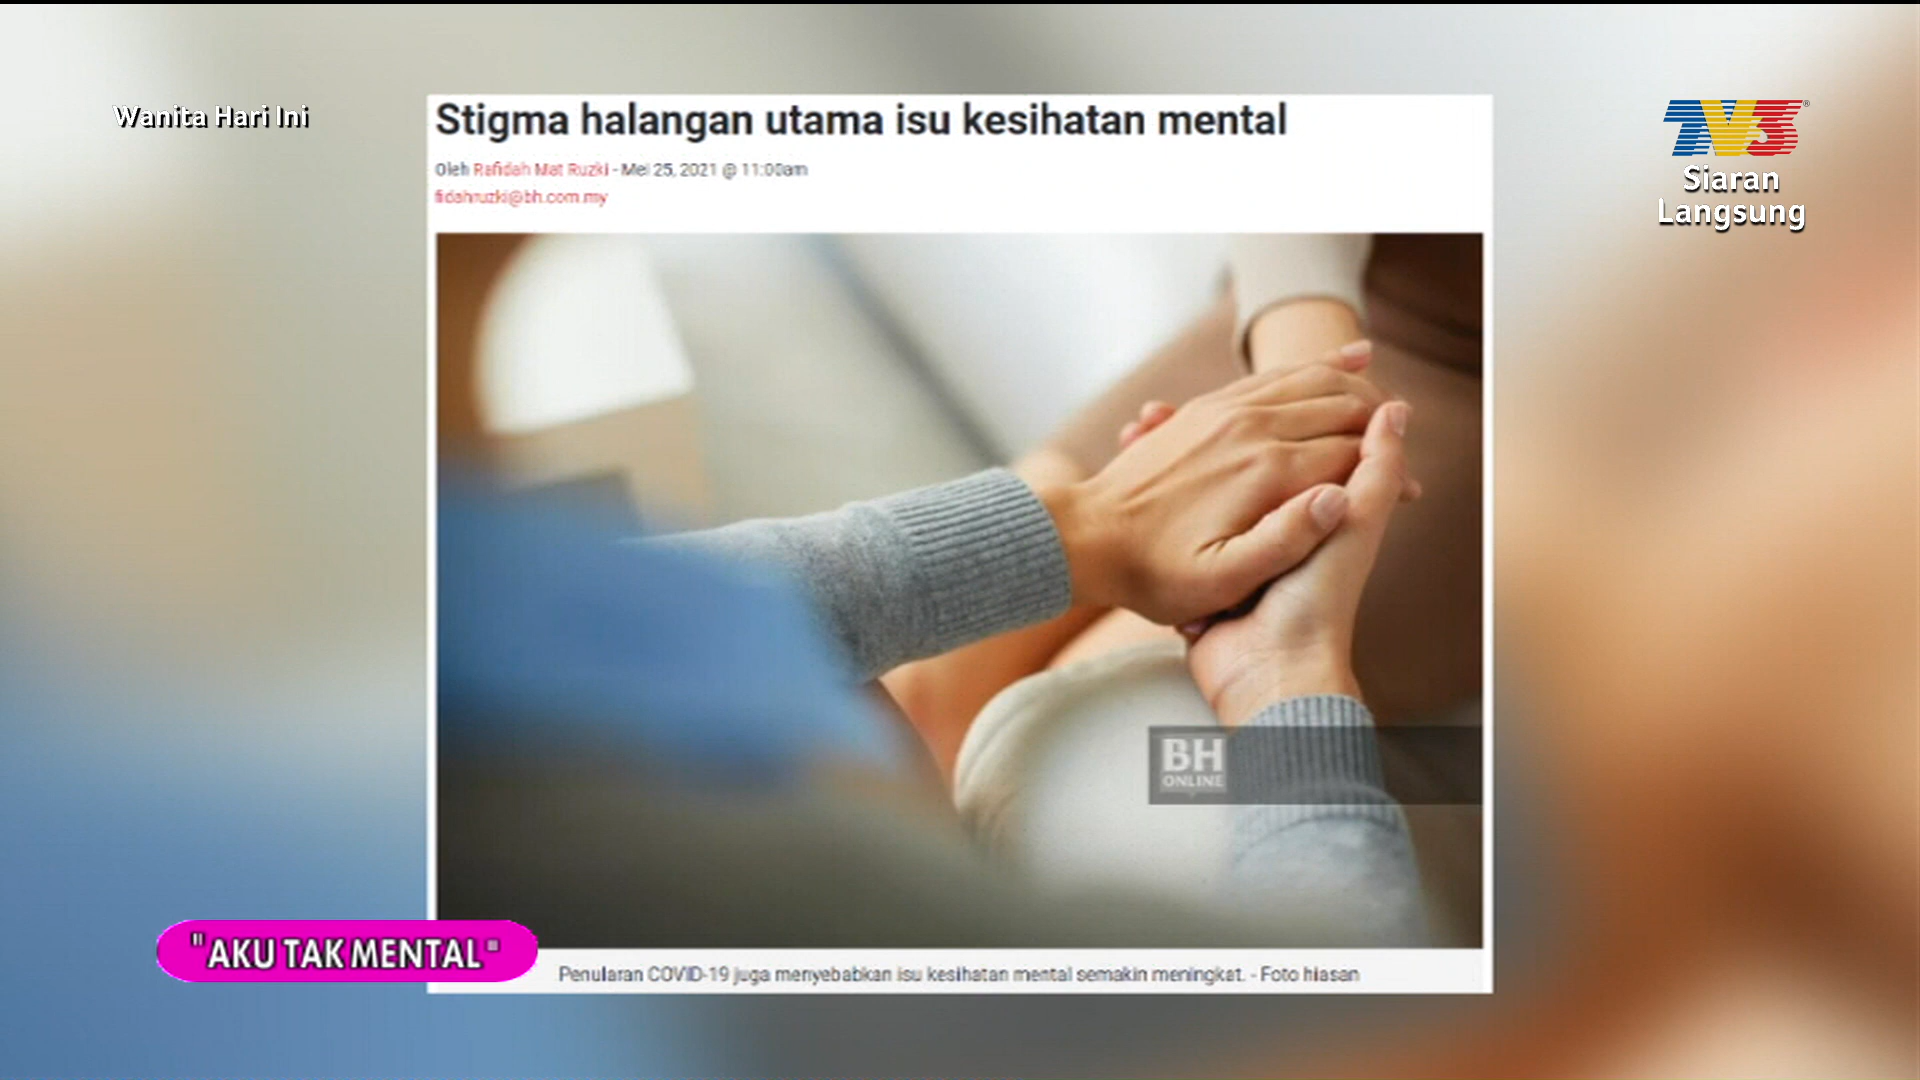 Wanita Hari Ini
Stigma halangan utama isu kesihatan mental
Oleh Rafidah Mat Ruzki - Mei 25, 2021 @ 11:00am
fidahruzki@bh.com.my
TV3
Siaran
Langsung
BH
ONLINE
"AKU TAK MENTAL"
Penularan COVID-19 juga menyebabkan isu kesihatan mental semakin meningkat. - Foto hiasan